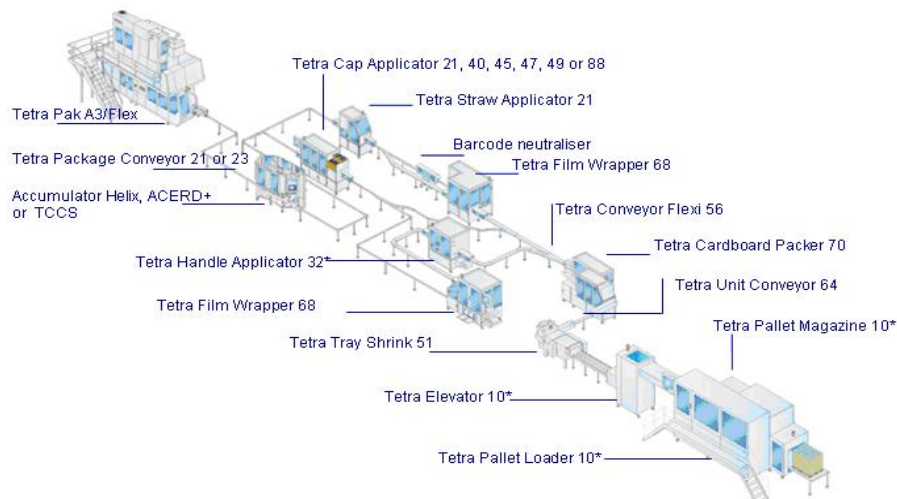 Tetra Cap Applicator 21, 40, 45, 47, 49 or 88
Tetra Straw Applicator 21
Tetra Pak A3/Flex
Barcode neutraliser
Tetra Package Conveyor 21 or 23
Tetra Film Wrapper 68
Accumulator Helix, ACERD+
or TCCS
Tetra Conveyor Flexi 56
Tetra Cardboard Packer 70
Tetra Handle Applicator 32*
Tetra Unit Conveyor 64
Tetra Film Wrapper 68
Tetra Pallet Magazine 10*
Tetra Tray Shrink 51
Tetra Elevator 10*
Tetra Pallet Loader 10*